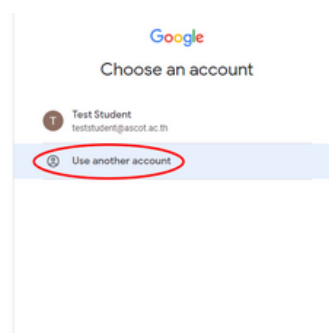 Google
Choose an account
T
Test Student
teststudent@ascot.ac.th
Use another account